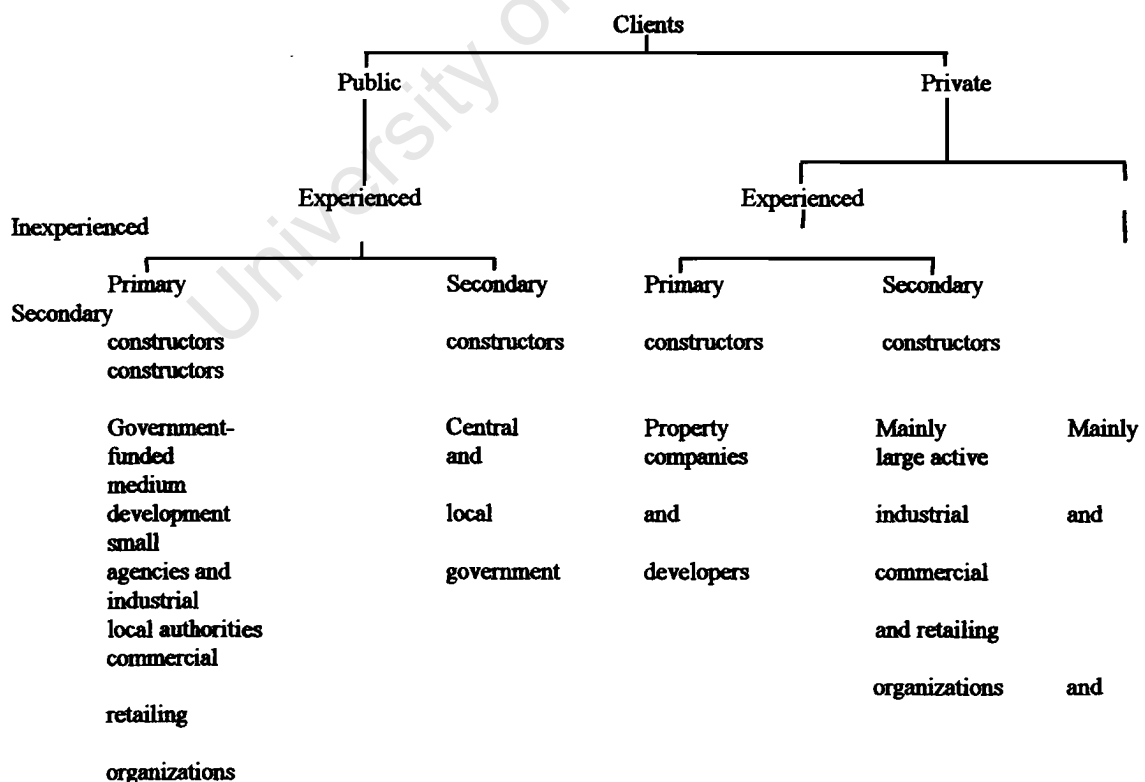 Clients
Public Private
Experienced Experienced
Inexperienced
Primary Secondary Primary Secondary
Secondary
constructors constructors constructors constructors
constructors
Government- Central Property Mainly Mainly
funded and companies large active
medium
development local and industrial and
small
agencies and government developers commercial
industrial
local authorities and retailing
commercial
organizations and
retailing
organizations
University of